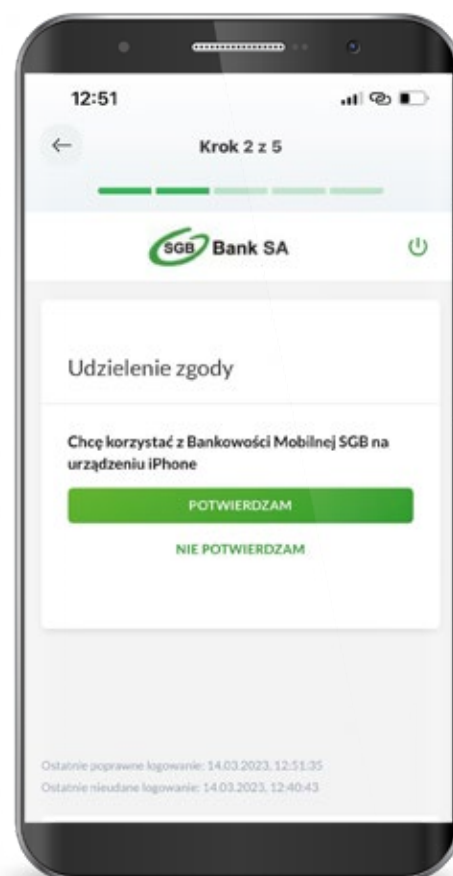 12:51
Krok 2 z 5
SGB Bank SA
Udzielenie zgody
Chcę korzystać z Bankowości Mobilnej SGB na
urządzeniu iPhone
POTWIERDZAM
NIE POTWIERDZAM
Ostatnie poprawne logowanie: 14.03.2023, 12:51:35
Ostatnie nieudane logowanie: 14.03.2023, 12:40:43